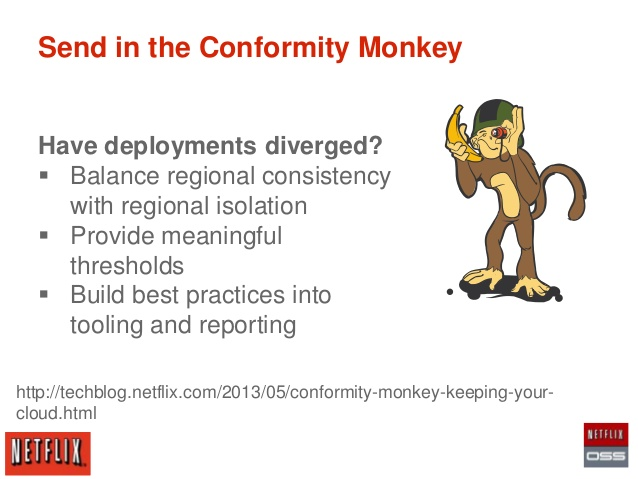 Send in the Conformity Monkey
Have deployments diverged?
▪ Balance regional consistency
with regional isolation
▪ Provide meaningful
thresholds
▪ Build best practices into
tooling and reporting
http://techblog.netflix.com/2013/05/conformity-monkey-keeping-your-
cloud.html
NETFLIX
NETFLIX
OSS